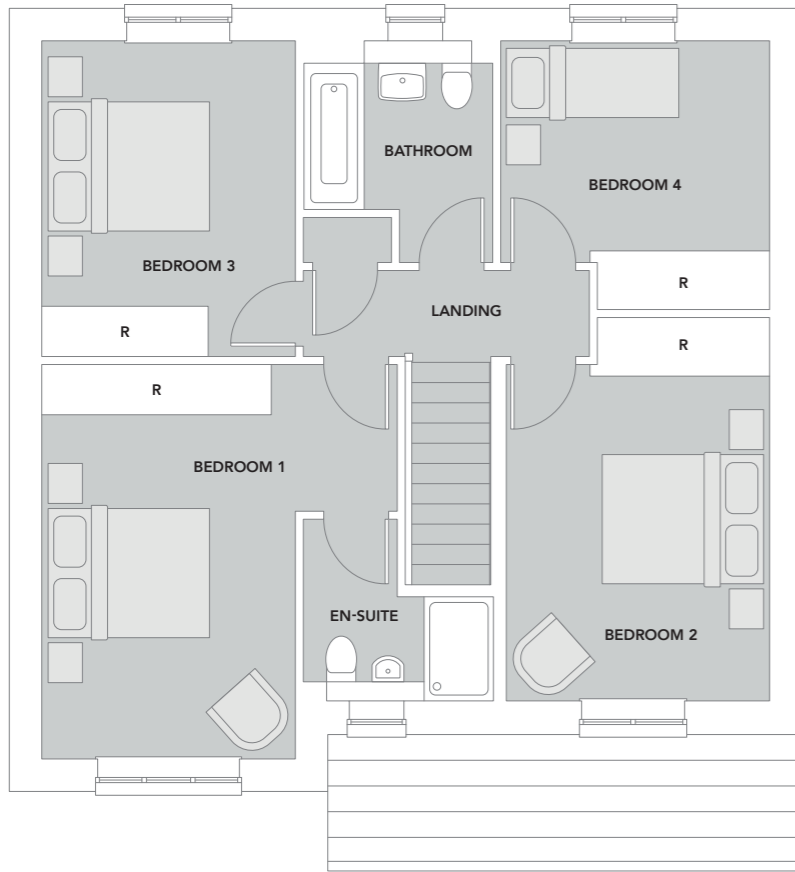 BATHROOM
BEDROOM 4
BEDROOM 3
R
LANDING
R
R
R
BEDROOM 1
EN-SUITE
BEDROOM 2